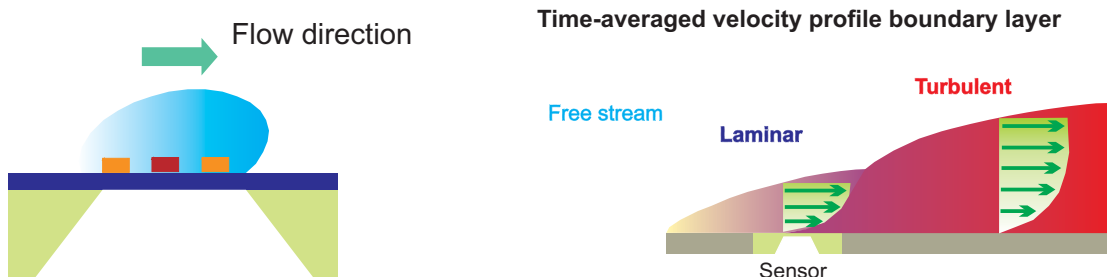 Flow direction
Time-averaged velocity profile boundary layer
Free stream
Laminar
Turbulent
Sensor